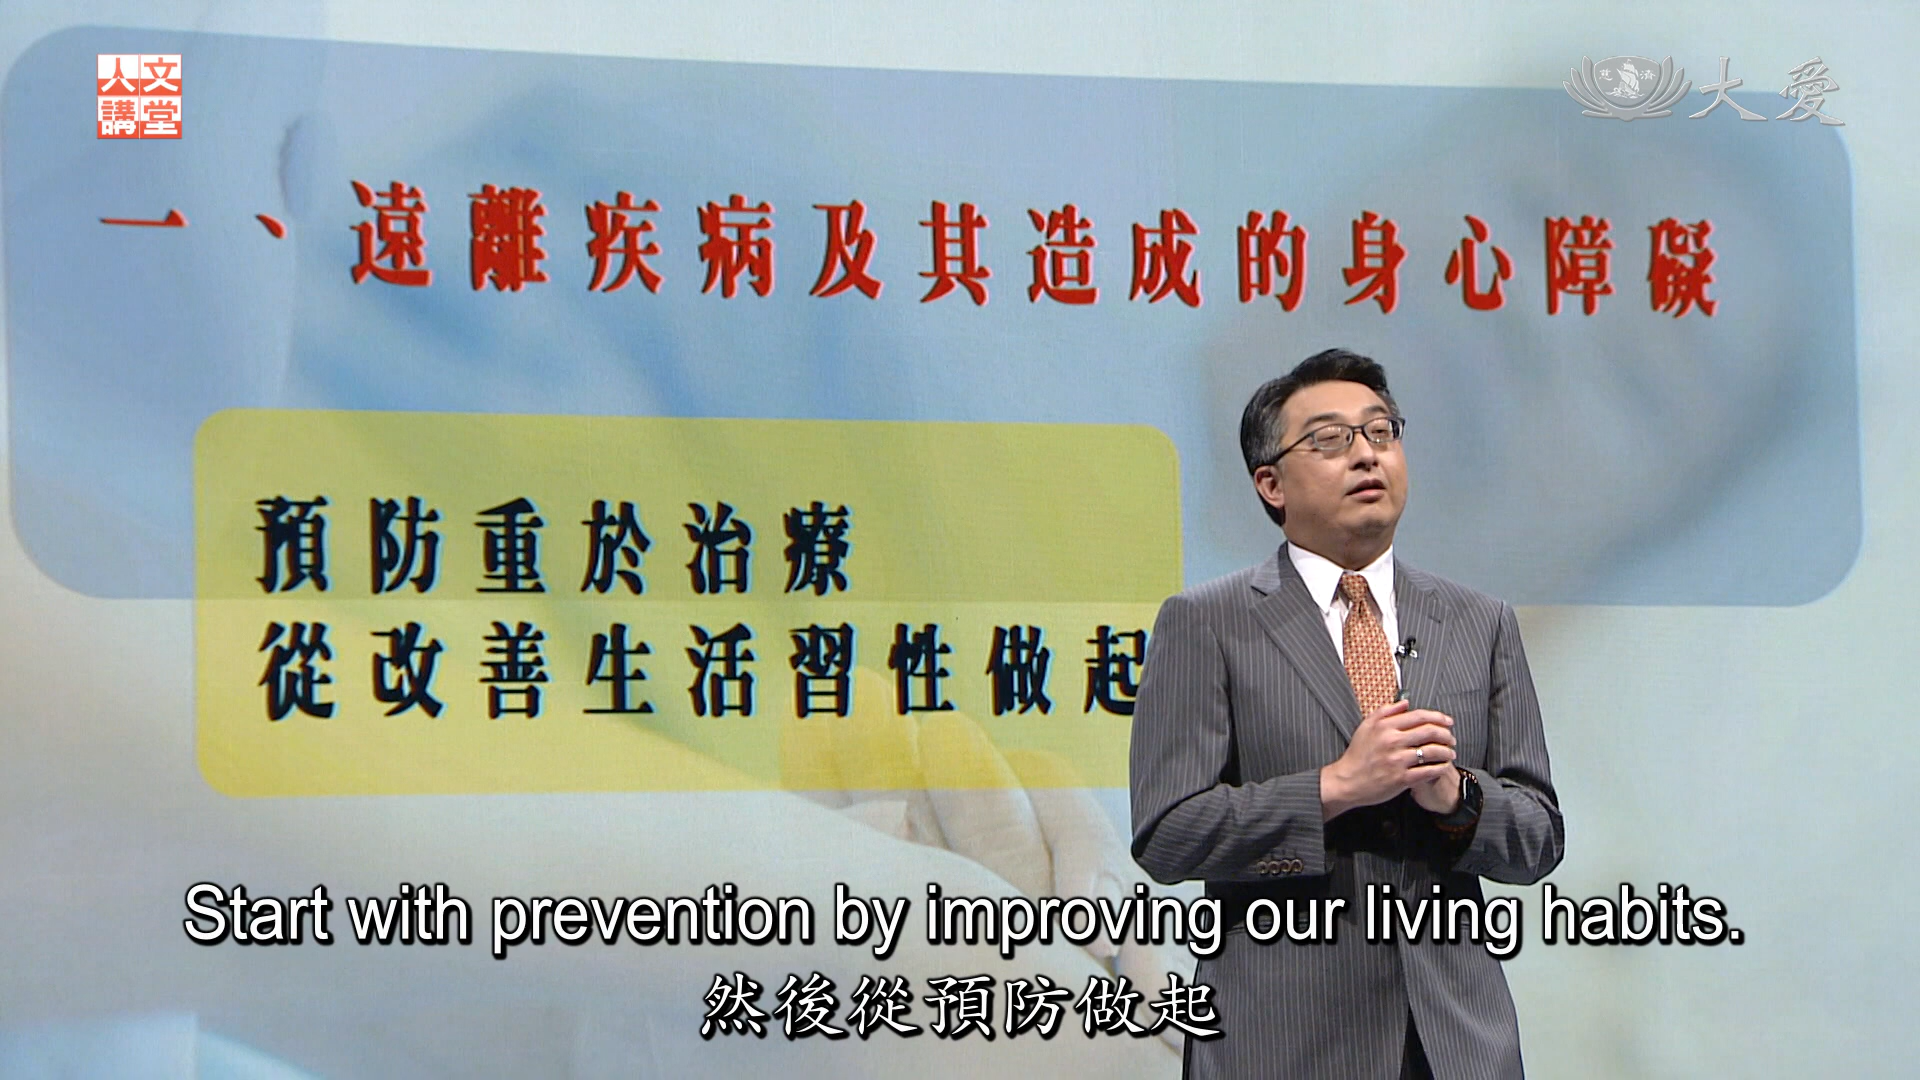 人文
講堂
慈濟
大愛
一、遠離疾病及其造成的身心障礙
預防重於治療
從改善生活習性做起
Start with prevention by improving our living habits.
然後從預防做起